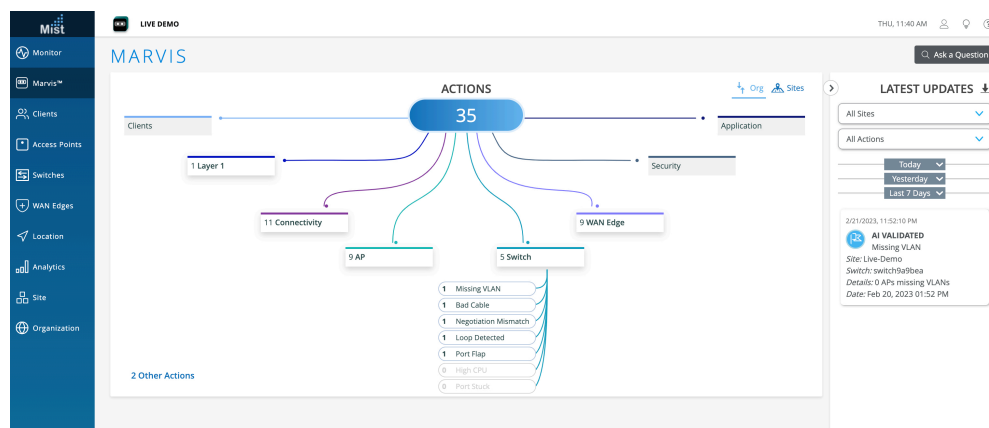 Mist
LIVE DEMO
THU, 11:40 AM
Monitor
Marvis™
Clients
Access Points
Switches
WAN Edges
Location
Analytics
Site
Organization
MARVIS
Ask a Question
ACTIONS
Org
Sites
35
Clients
Application
1 Layer 1
Security
11 Connectivity
9 WAN Edge
9 AP
5 Switch
1 Missing VLAN
1 Bad Cable
1 Negotiation Mismatch
1 Loop Detected
1 Port Flap
0 High CPU
0 Port Stuck
2 Other Actions
LATEST UPDATES
All Sites
All Actions
Today
Yesterday
Last 7 Days
2/21/2023, 11:52:10 PM
AI VALIDATED
Missing VLAN
Site: Live-Demo
Switch: switch9a9bea
Details: 0 APs missing VLANs
Date: Feb 20, 2023 01:52 PM